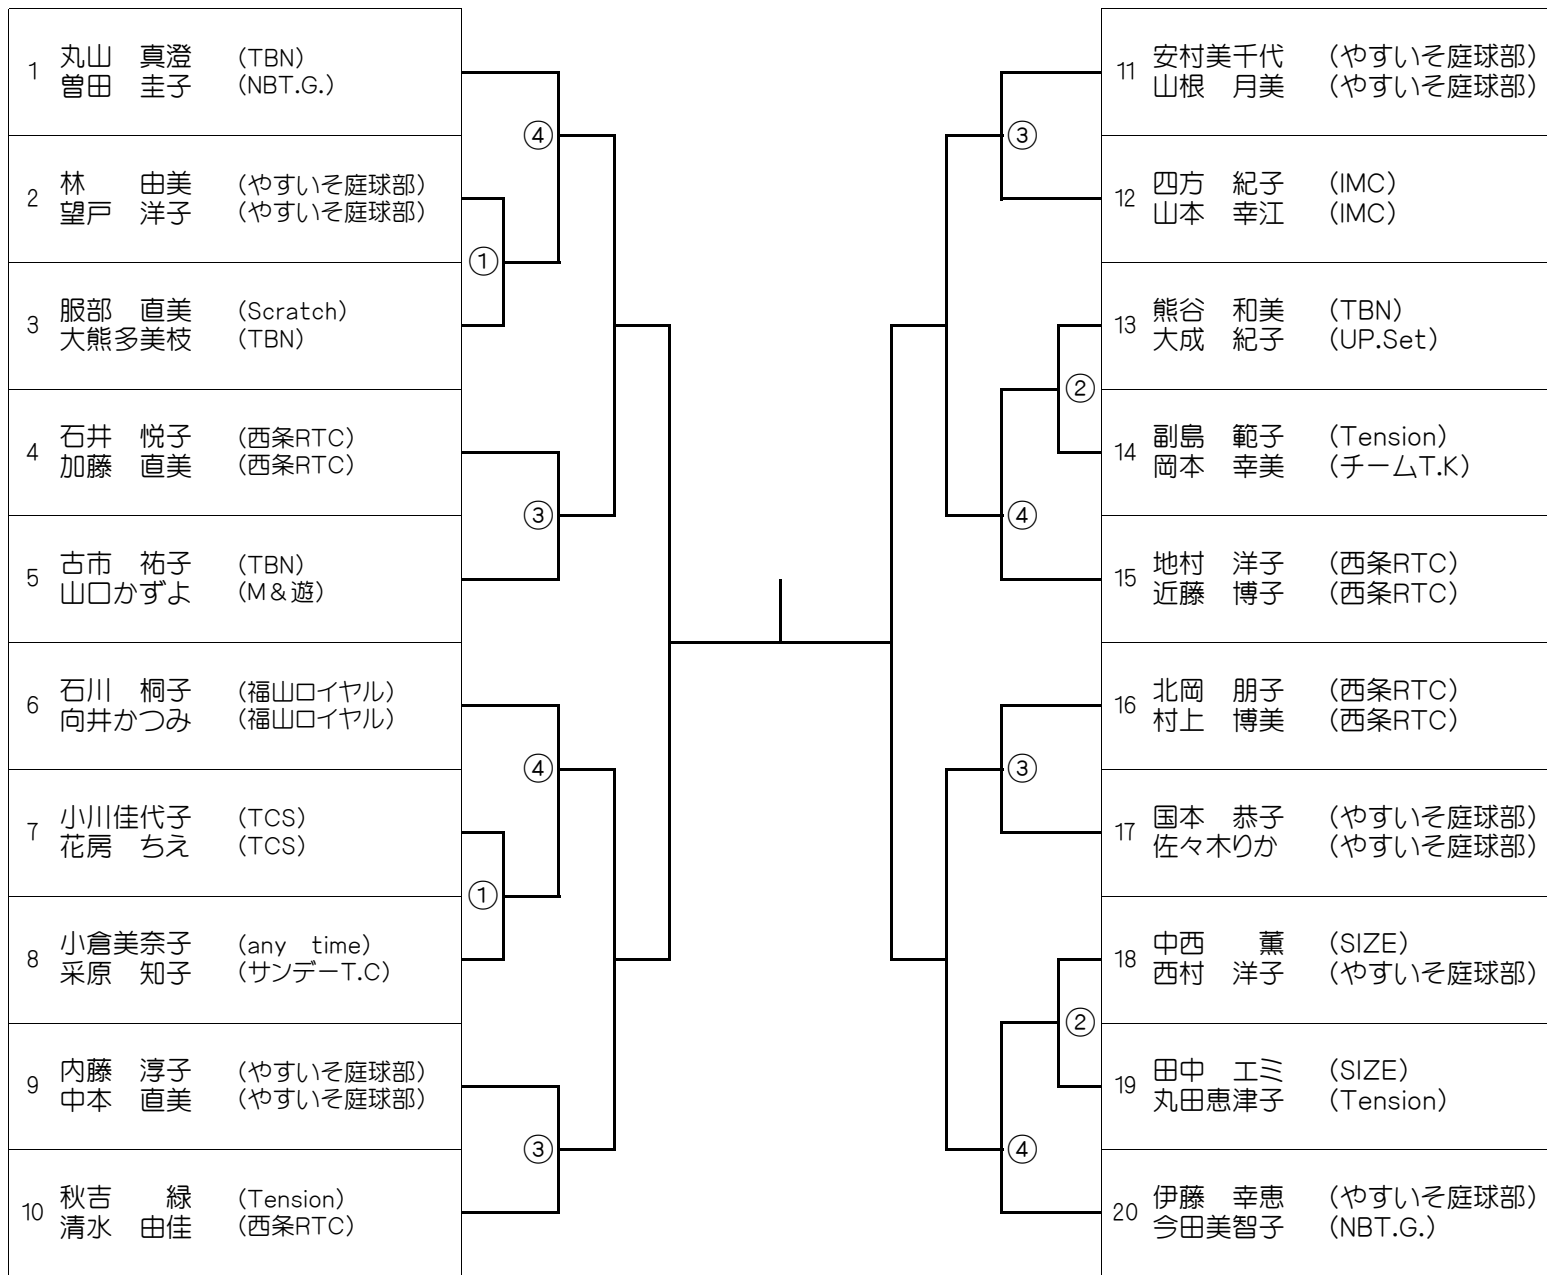 1
丸山　真澄　(TBN)
曽田　圭子　(NBT.G.)
④
2
林　　由美　(やすいそ庭球部)
望戸　洋子　(やすいそ庭球部)
①
3
服部　直美　(Scratch)
大熊多美枝　(TBN)
4
石井　悦子　(西条RTC)
加藤　直美　(西条RTC)
③
5
古市　祐子　(TBN)
山口かずよ　(M＆遊)
6
石川　桐子　(福山ロイヤル)
向井かつみ　(福山ロイヤル)
④
7
小川佳代子　(TCS)
花房　ちえ　(TCS)
①
8
小倉美奈子　(any　time)
采原　知子　(サンデーT.C)
9
内藤　淳子　(やすいそ庭球部)
中本　直美　(やすいそ庭球部)
③
10
秋吉　　緑　(Tension)
清水　由佳　(西条RTC)
11
安村美千代　(やすいそ庭球部)
山根　月美　(やすいそ庭球部)
③
12
四方　紀子　(IMC)
山本　幸江　(IMC)
13
熊谷　和美　(TBN)
大成　紀子　(UP.Set)
②
14
副島　範子　(Tension)
岡本　幸美　(チームT.K)
④
15
地村　洋子　(西条RTC)
近藤　博子　(西条RTC)
16
北岡　朋子　(西条RTC)
村上　博美　(西条RTC)
③
17
国本　恭子　(やすいそ庭球部)
佐々木りか　(やすいそ庭球部)
18
中西　　薫　(SIZE)
西村　洋子　(やすいそ庭球部)
②
19
田中　エミ　(SIZE)
丸田恵津子　(Tension)
④
20
伊藤　幸恵　(やすいそ庭球部)
今田美智子　(NBT.G.)